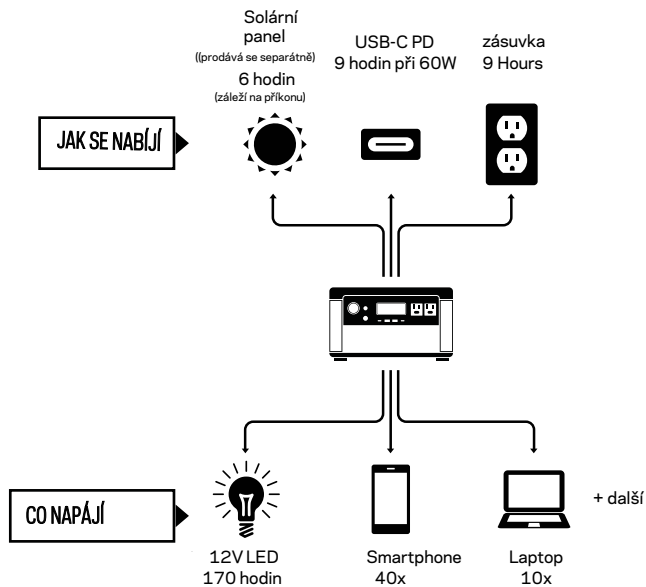 Solární
panel
((prodává se separátně)
6 hodin
(záleží na příkonu)
USB-C PD
9 hodin při 60W
zásuvka
9 Hours
JAK SE NABÍJÍ
CO NAPÁJÍ
12V LED
170 hodin
Smartphone
40x
Laptop
10x
+ další